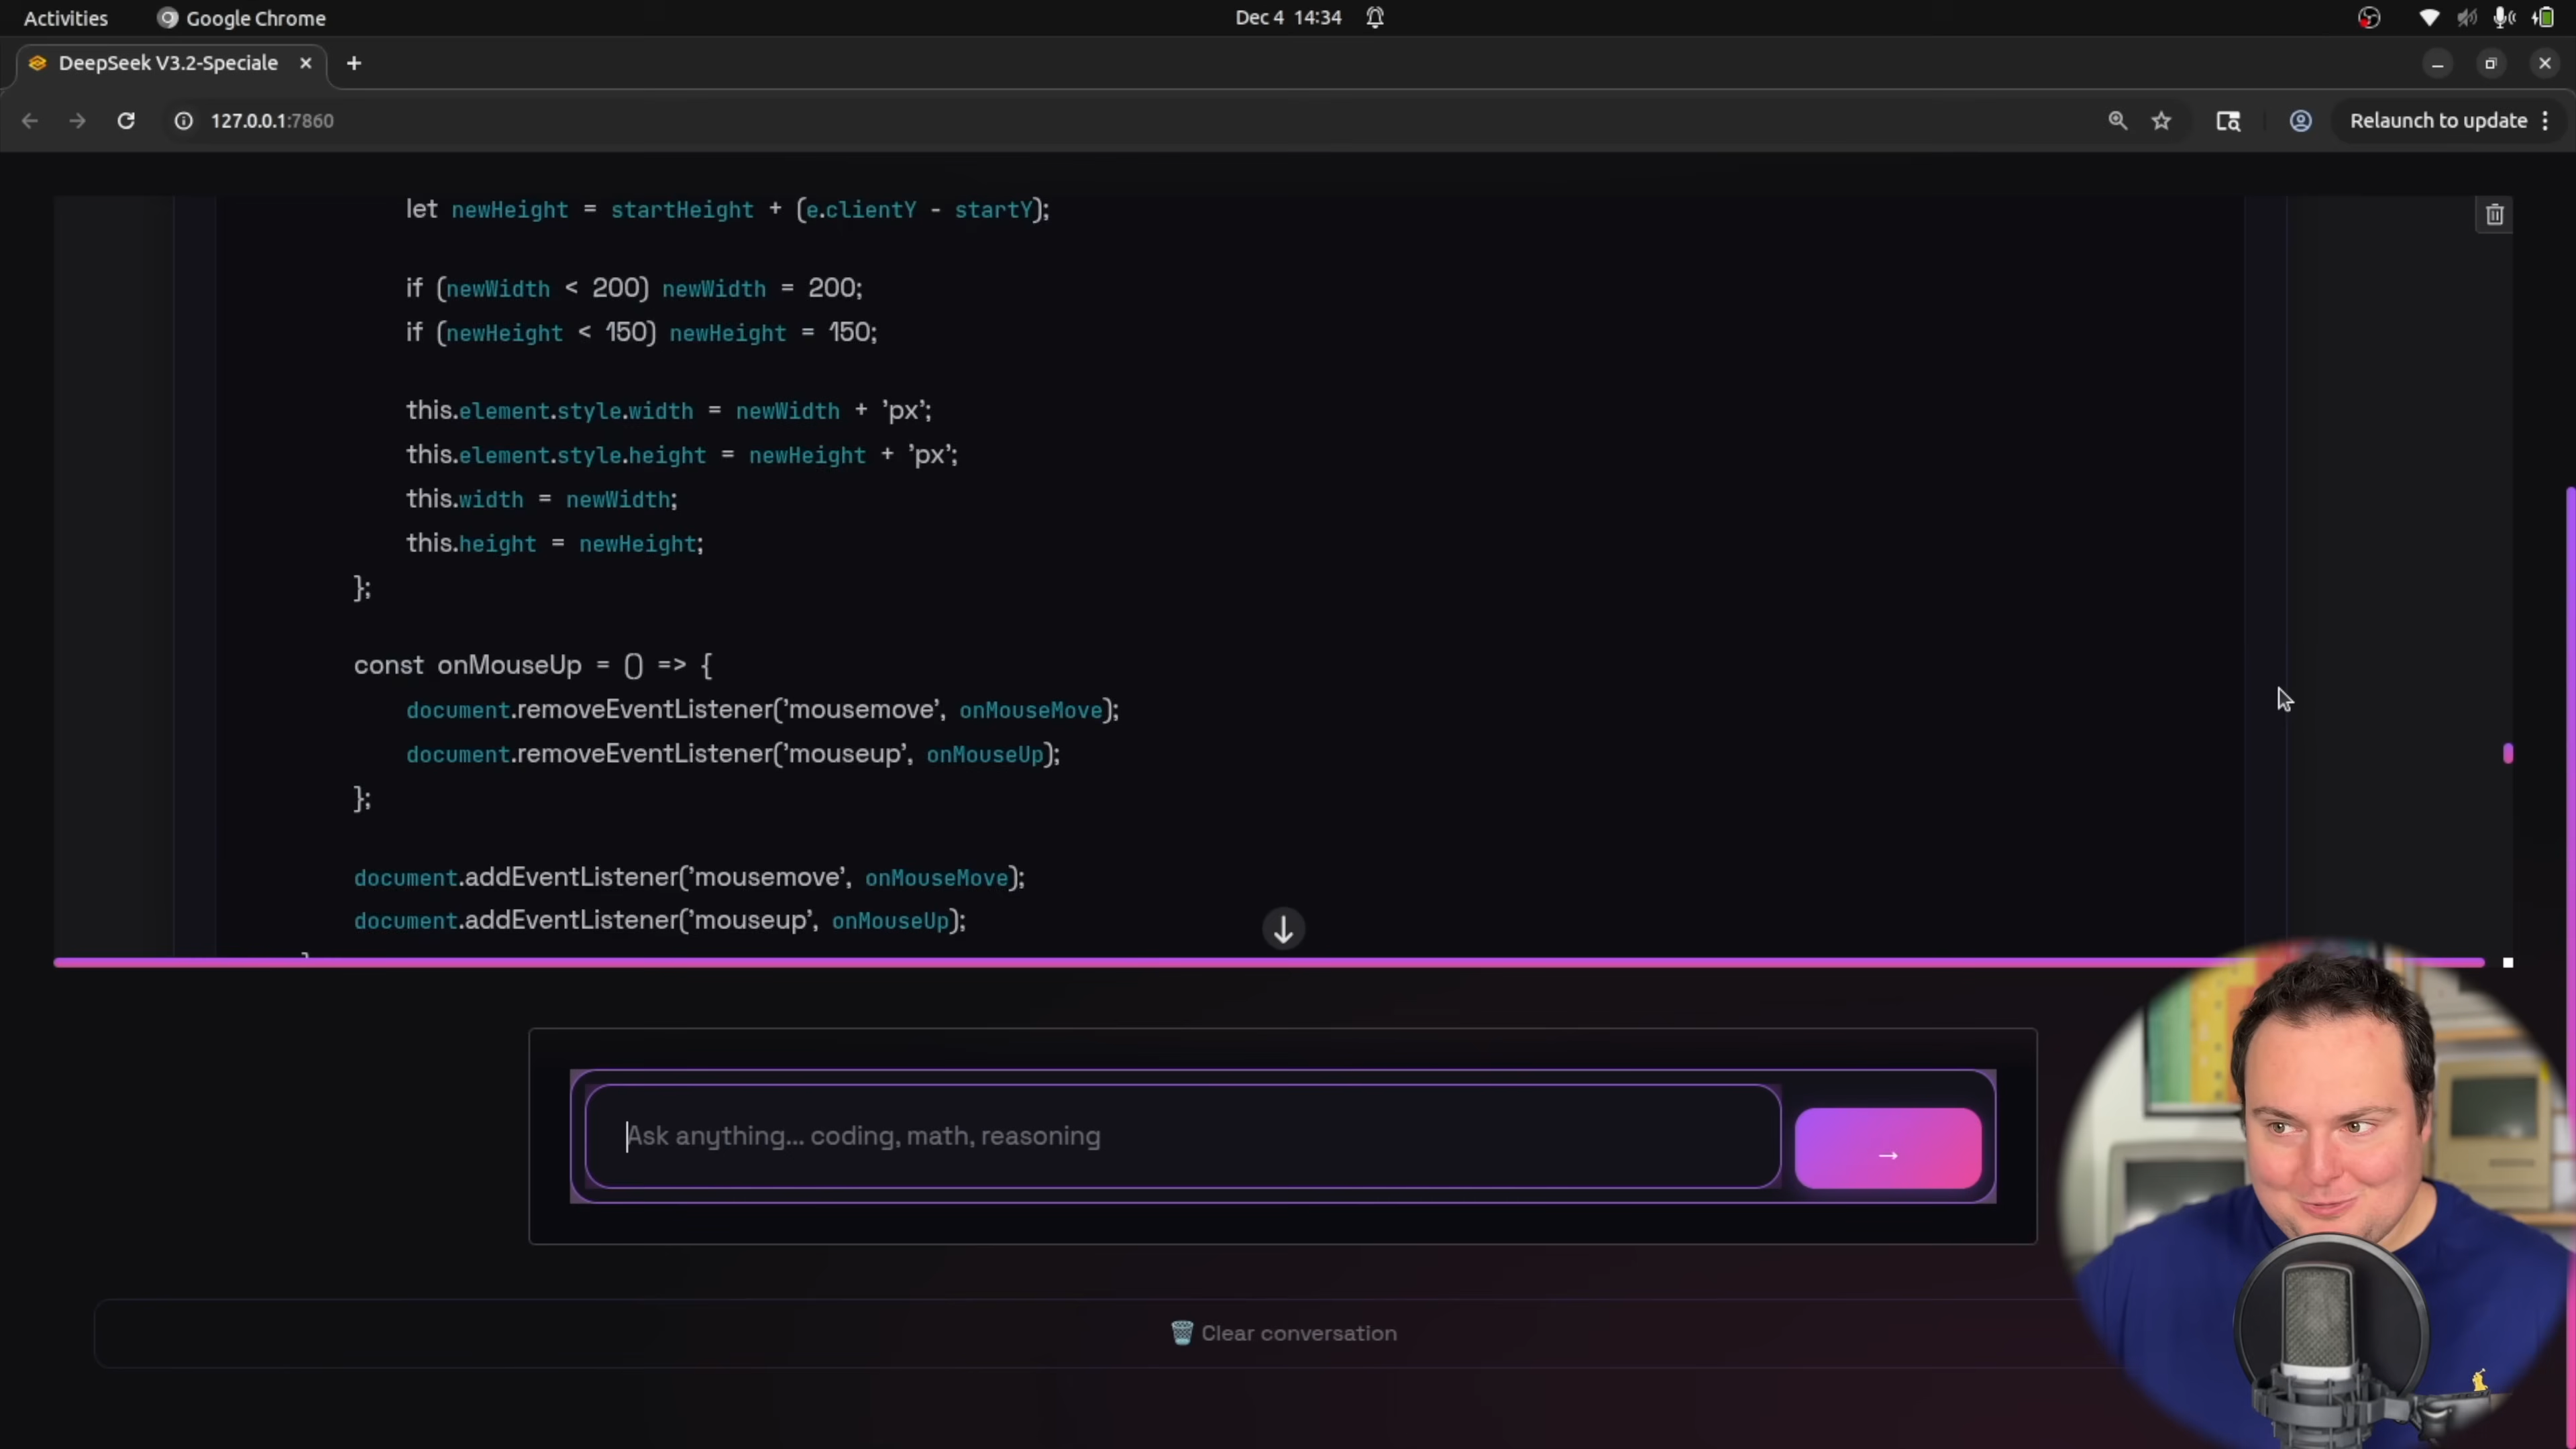 Activities
Google Chrome
Dec 4 14:34
DeepSeek V3.2-Speciale
127.0.0.1:7860
Relaunch to update
let newHeight = startHeight + (e.clientY - startY);
if (newWidth < 200) newWidth = 200;
if (newHeight < 150) newHeight = 150;
this.element.style.width = newWidth + 'px';
this.element.style.height = newHeight + 'px';
this.width = newWidth;
this.height = newHeight;
};
const onMouseUp = () => {
document.removeEventListener('mousemove', onMouseMove);
document.removeEventListener('mouseup', onMouseUp);
};
document.addEventListener('mousemove', onMouseMove);
document.addEventListener('mouseup', onMouseUp);
Ask anything... coding, math, reasoning
→
Clear conversation